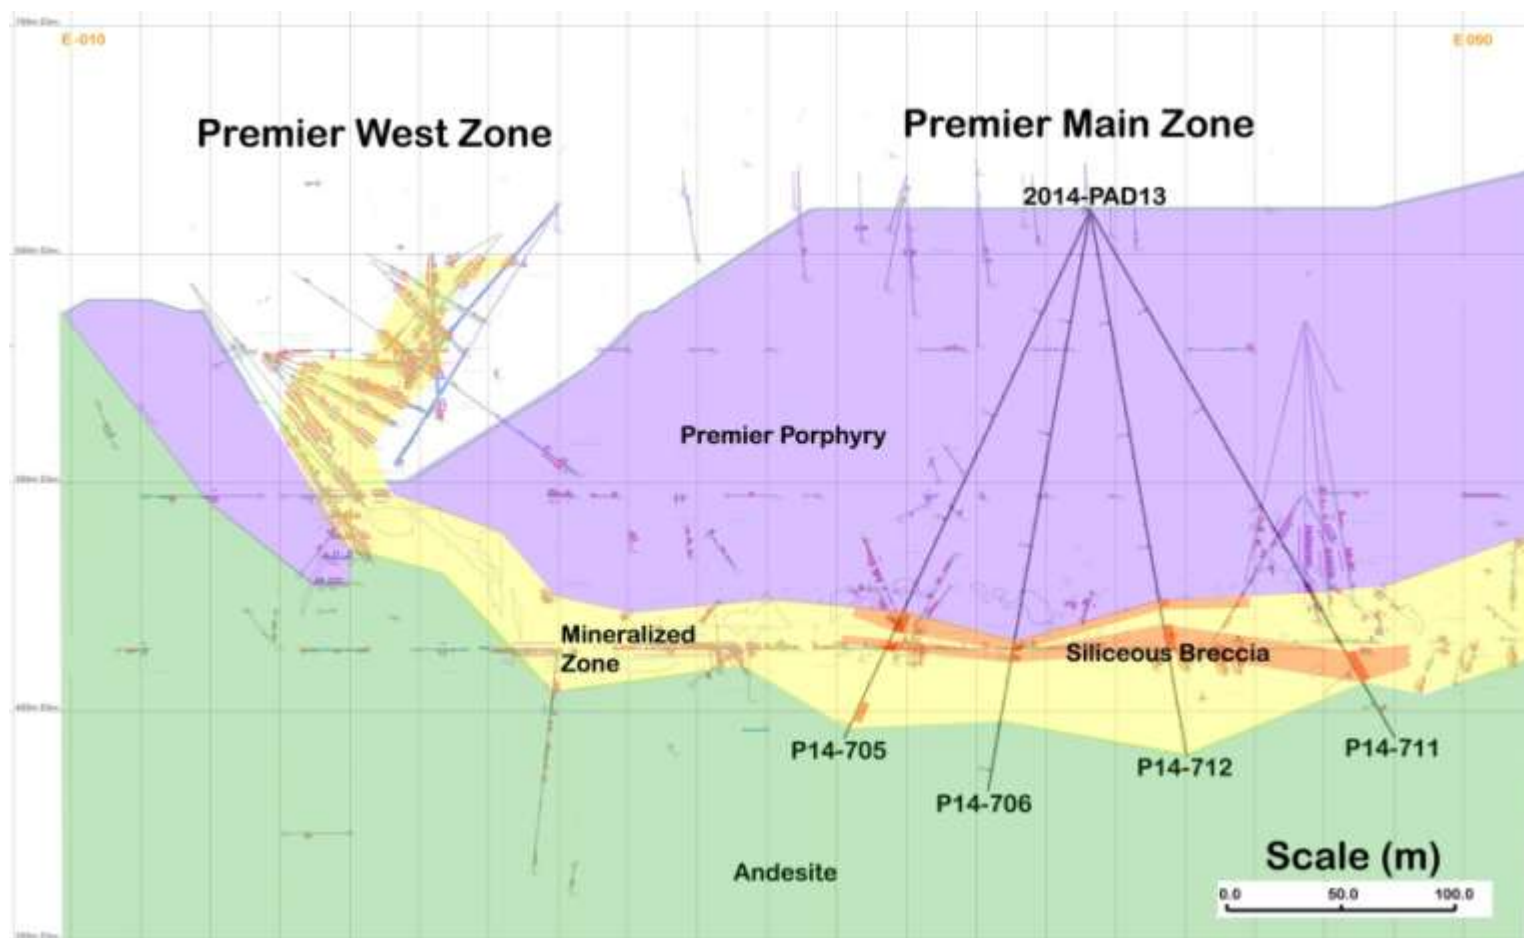 E-010
E 090
Premier West Zone
Premier Main Zone
2014-PAD13
Premier Porphyry
Mineralized
Zone
Siliceous Breccia
P14-705
P14-706
P14-712
P14-711
Andesite
Scale (m)
0.0 50.0 100.0